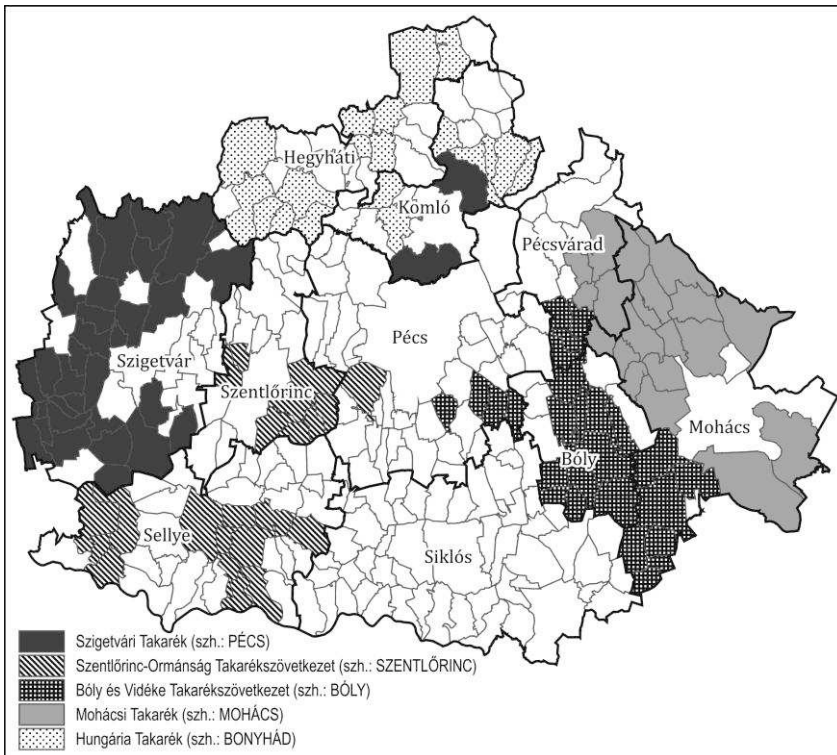 Hegyháti
Komló
Pécsvárad
Pécs
Szigetvár
Szentlőrinc
Mohács
Bóly
Sellye
Siklós
Szigetvári Takarék (szh.: PÉCS)
Szentlőrinc-Ormánság Takarékszövetkezet (szh.: SZENTLŐRINC)
Bóly és Vidéke Takarékszövetkezet (szh.: BÓLY)
Mohácsi Takarék (szh.: MOHÁCS)
Hungária Takarék (szh.: BONYHÁD)